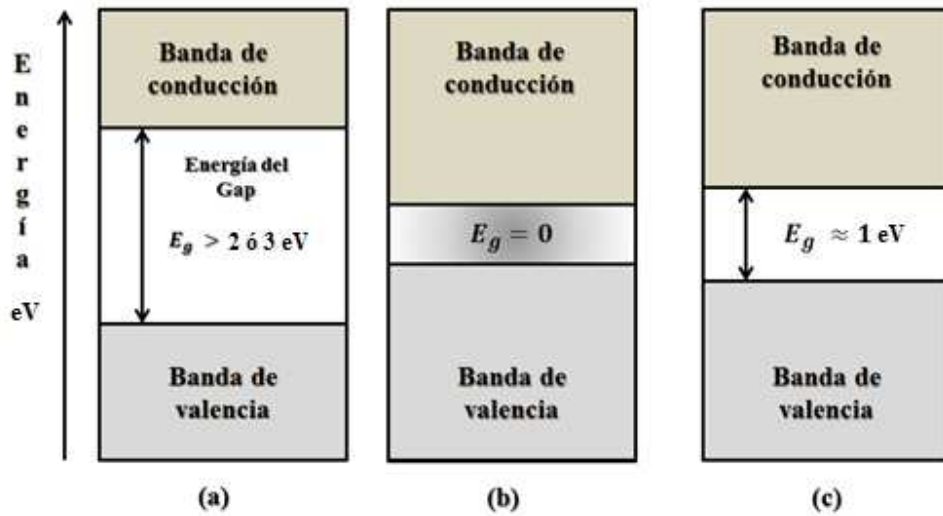 Energía eV
Banda de
conducción
Energía del
Gap
E_g > 2 ó 3 eV
Banda de
valencia
(a)
Banda de
conducción
E_g = 0
Banda de
valencia
(b)
Banda de
conducción
E_g ≈ 1 eV
Banda de
valencia
(c)